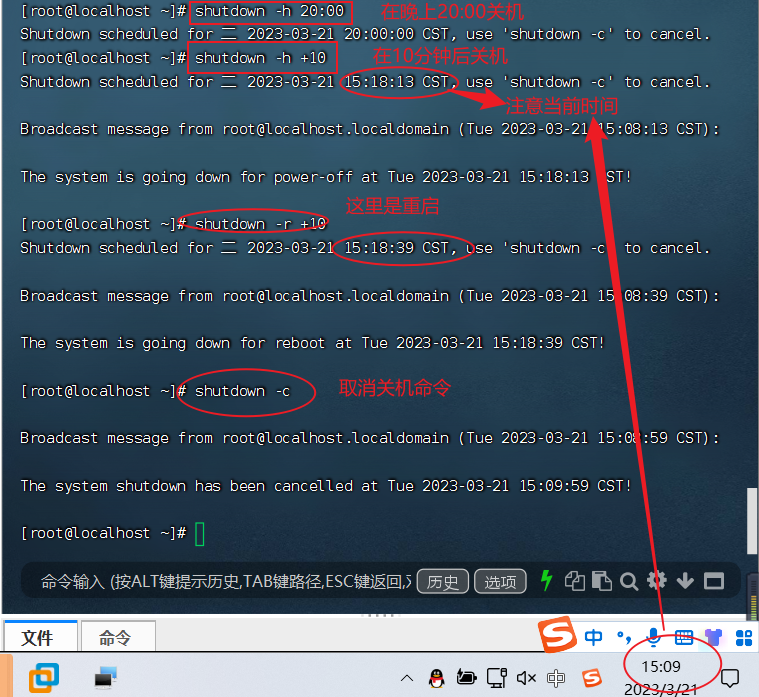 [root@localhost ~]# shutdown -h 20:00 在晚上20:00关机
Shutdown scheduled for 二 2023-03-21 20:00:00 CST, use 'shutdown -c' to cancel.
[root@localhost ~]# shutdown -h +10 在10分钟后关机
Shutdown scheduled for 二 2023-03-21 15:18:13 CST, use 'shutdown -c' to cancel.
注意当前时间
Broadcast message from root@localhost.localdomain (Tue 2023-03-21 15:08:13 CST):
The system is going down for power-off at Tue 2023-03-21 15:18:13 CST!
这里是重启
[root@localhost ~]# shutdown -r +10
Shutdown scheduled for 二 2023-03-21 15:18:39 CST, use 'shutdown -c' to cancel.
Broadcast message from root@localhost.localdomain (Tue 2023-03-21 15:08:39 CST):
The system is going down for reboot at Tue 2023-03-21 15:18:39 CST!
[root@localhost ~]# shutdown -c 取消关机命令
Broadcast message from root@localhost.localdomain (Tue 2023-03-21 15:08:59 CST):
The system shutdown has been cancelled at Tue 2023-03-21 15:09:59 CST!
[root@localhost ~]#
命令输入 (按ALT键提示历史,TAB键路径,ESC键返回, 历史 选项
文件 命令 中
中 15:09
2023/3/21